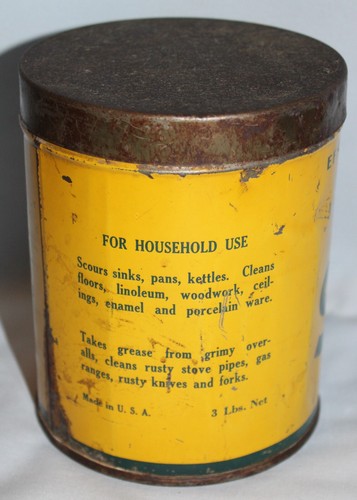 FOR HOUSEHOLD USE
Scours sinks, pans, kettles. Cleans
floors, linoleum, woodwork, ceil-
ings, enamel and porcelain ware.
Takes grease from grimy over-
alls, cleans rusty stove pipes, gas
ranges, rusty knives and forks.
Made in U. S. A. 3 Lbs. Net